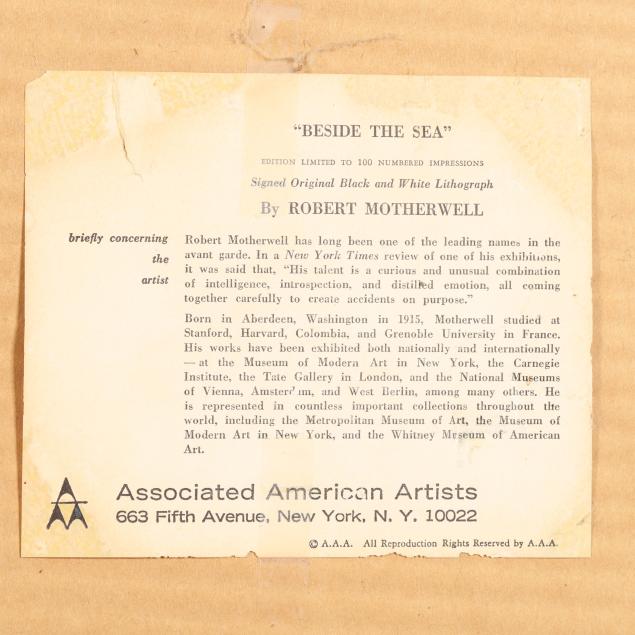 “BESIDE THE SEA”
EDITION LIMITED TO 100 NUMBERED IMPRESSIONS
Signed Original Black and White Lithograph
By ROBERT MOTHERWELL
briefly concerning
the
artist
Robert Motherwell has long been one of the leading names in the
avant garde. In a New York Times review of one of his exhibitions,
it was said that, “His talent is a curious and unusual combination
of intelligence, introspection, and distilled emotion, all coming
together carefully to create accidents on purpose.”
Born in Aberdeen, Washington in 1915, Motherwell studied at
Stanford, Harvard, Colombia, and Grenoble University in France.
His works have been exhibited both nationally and internationally
— at the Museum of Modern Art in New York, the Carnegie
Institute, the Tate Gallery in London, and the National Museums
of Vienna, Amsterdam, and West Berlin, among many others. He
is represented in countless important collections throughout the
world, including the Metropolitan Museum of Art, the Museum of
Modern Art in New York, and the Whitney Museum of American
Art.
Associated American Artists
663 Fifth Avenue, New York, N. Y. 10022
© A.A.A. All Reproduction Rights Reserved by A.A.A.